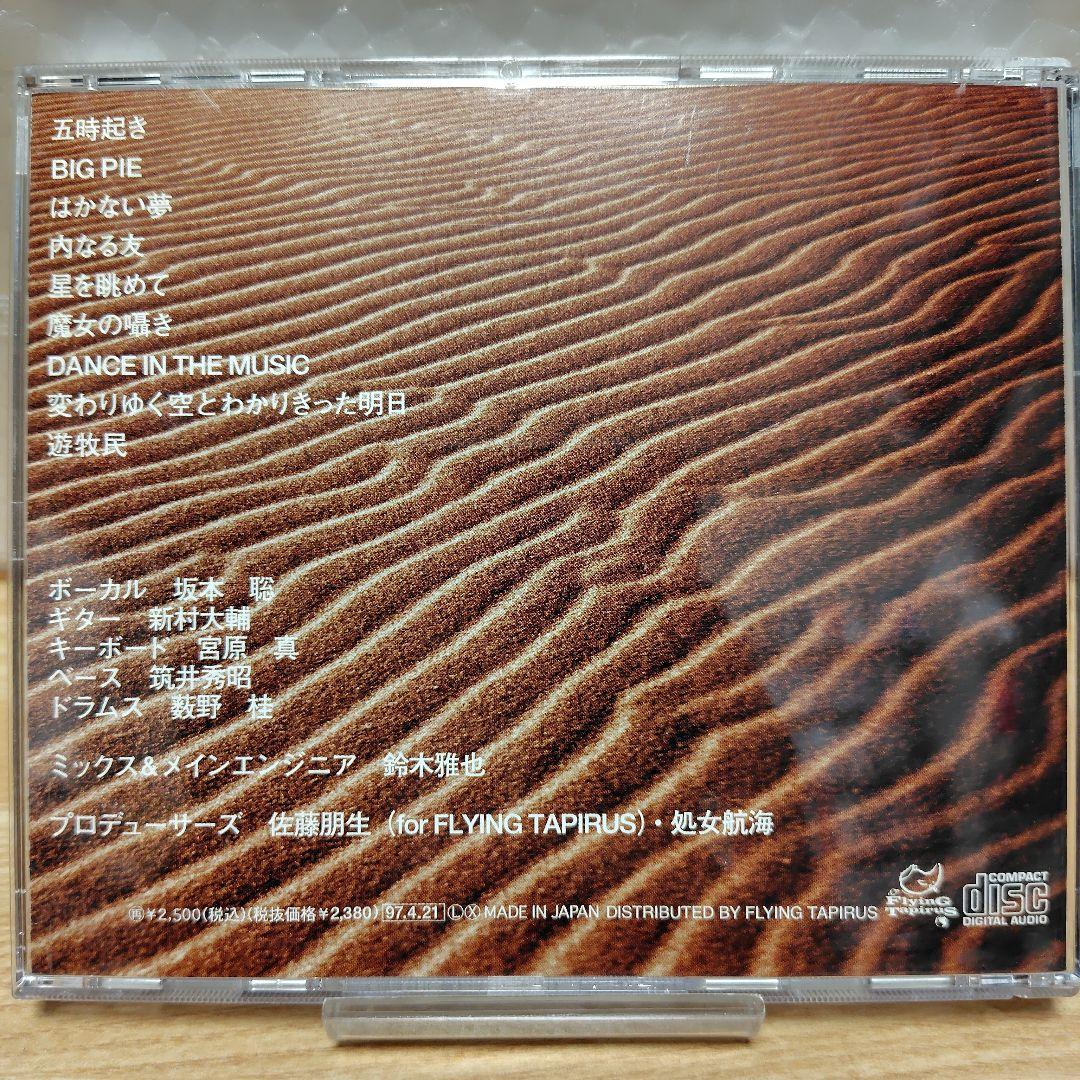 五時起き
BIG PIE
はかない夢
内なる友
星を眺めて
魔女の囁き
DANCE IN THE MUSIC
変わりゆく空とわかりきった明日
遊牧民
ボーカル　坂本　聡
ギター　新村大輔
キーボード　宮原　真
ベース　筑井秀昭
ドラムス　数野　桂
ミックス&メインエンジニア　鈴木雅也
プロデューサーズ　佐藤朋生（for FLYING TAPIRUS）・処女航海
㊢¥2,500(税込)(税抜価格¥2,380) 97.4.21 Ⓛ Ⓧ MADE IN JAPAN DISTRIBUTED BY FLYING TAPIRUS
FlyinG
TapiruS
COMPACT
disc
DIGITAL AUDIO